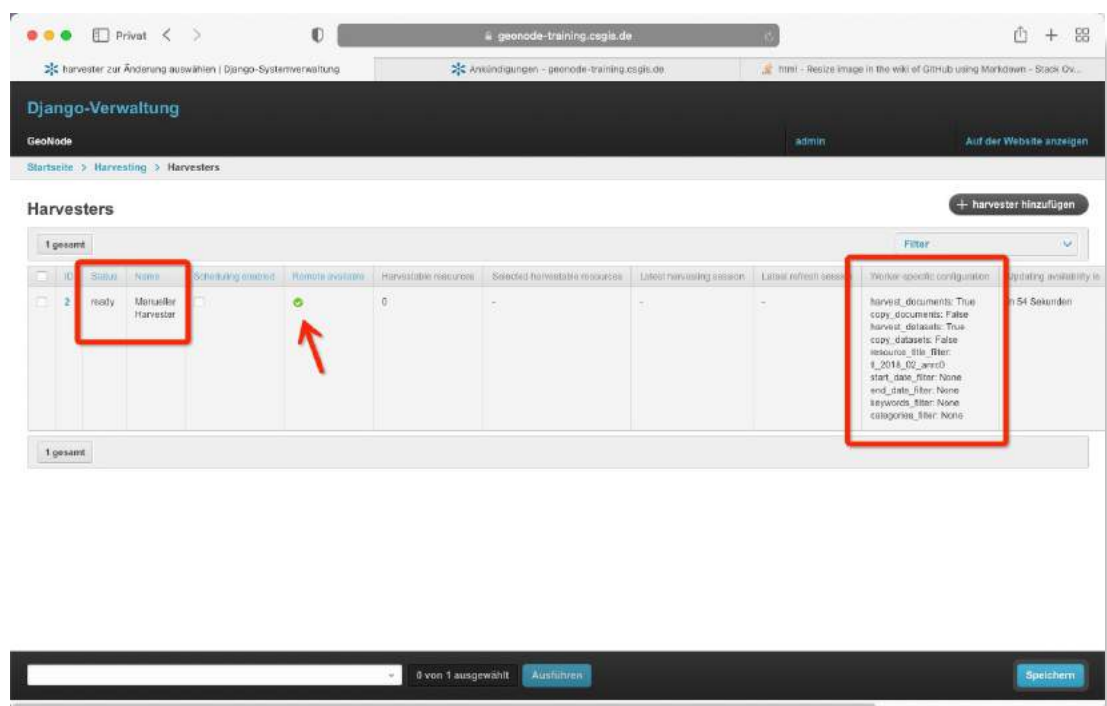 Privat
geonode-training.csgis.de
harvester zur Änderung auswählen | Django-Systemverwaltung
Ankündigungen – geonode-training.csgis.de
html - Resize image in the wiki of GitHub using Markdown - Stack Ov...
Django-Verwaltung
GeoNode
admin
Auf der Website anzeigen
Startseite > Harvesting > Harvesters
Harvesters
+ harvester hinzufügen
1 gesamt
Filter
ID Status Name Scheduling enabled Remote available Harvestable resources Selected harvestable resources Latest harvesting session Latest refresh session Worker-specific configuration Updating availability in
2 ready Manueller Harvester 0 - - -
harvest_documents: True
copy_documents: False
harvest_datasets: True
copy_datasets: False
resource_title_filter:
start_date_filter: None
end_date_filter: None
keywords_filter: None
categories_filter: None
in 54 Sekunden
1 gesamt
0 von 1 ausgewählt
Ausführen
Speichern